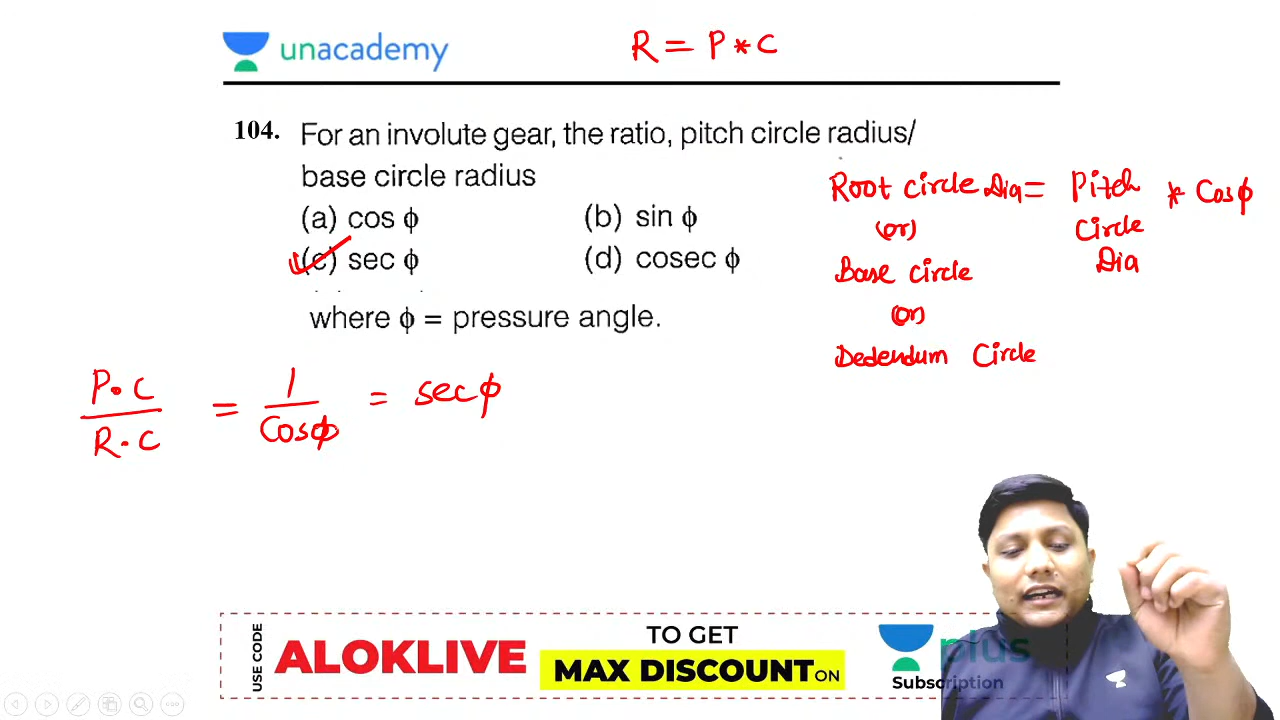 unacademy
R = P * C
104. For an involute gear, the ratio, pitch circle radius/
base circle radius
(a) cos ϕ
(b) sin ϕ
(c) sec ϕ
(d) cosec ϕ
where ϕ = pressure angle.
Root circle Dia = Pitch Circle Dia * Cosϕ
(or)
Base circle
(or)
Dedendum Circle
P.C / R.C = 1 / Cosϕ = secϕ
USE CODE
ALOKLIVE
TO GET
MAX DISCOUNT ON
plus
Subscription